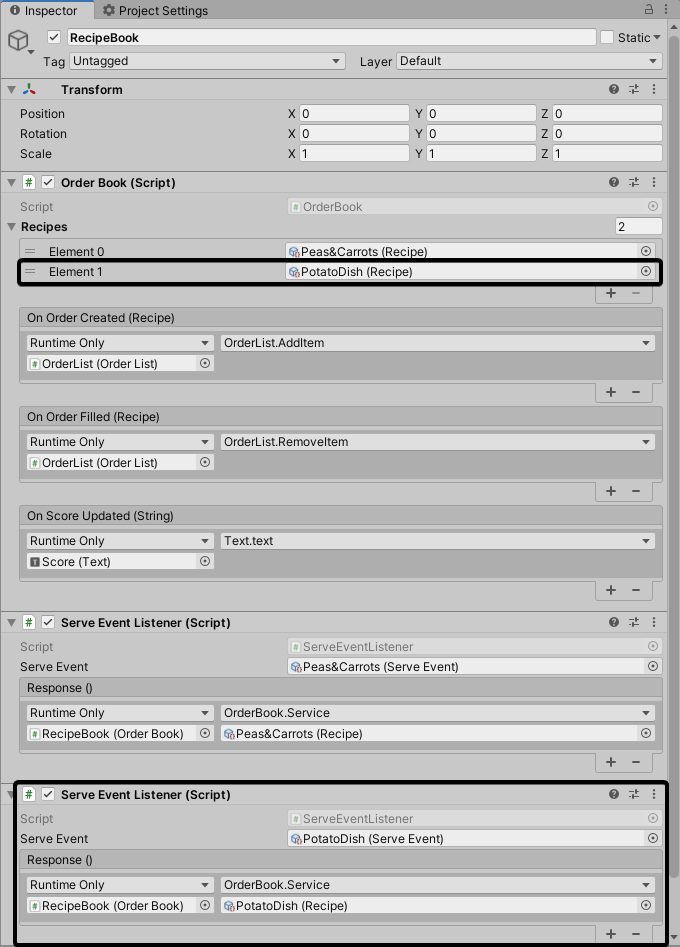 Inspector Project Settings
RecipeBook Static
Tag Untagged Layer Default
Transform
Position X 0 Y 0 Z 0
Rotation X 0 Y 0 Z 0
Scale X 1 Y 1 Z 1
# Order Book (Script)
Script # OrderBook
Recipes 2
Element 0 Peas&Carrots (Recipe)
Element 1 PotatoDish (Recipe)
+ −
On Order Created (Recipe)
Runtime Only OrderList.AddItem
# OrderList (Order List)
+ −
On Order Filled (Recipe)
Runtime Only OrderList.RemoveItem
# OrderList (Order List)
+ −
On Score Updated (String)
Runtime Only Text.text
T Score (Text)
+ −
# Serve Event Listener (Script)
Script # ServeEventListener
Serve Event Peas&Carrots (Serve Event)
Response ()
Runtime Only OrderBook.Service
# RecipeBook (Order Book) Peas&Carrots (Recipe)
+ −
# Serve Event Listener (Script)
Script # ServeEventListener
Serve Event PotatoDish (Serve Event)
Response ()
Runtime Only OrderBook.Service
# RecipeBook (Order Book) PotatoDish (Recipe)
+ −